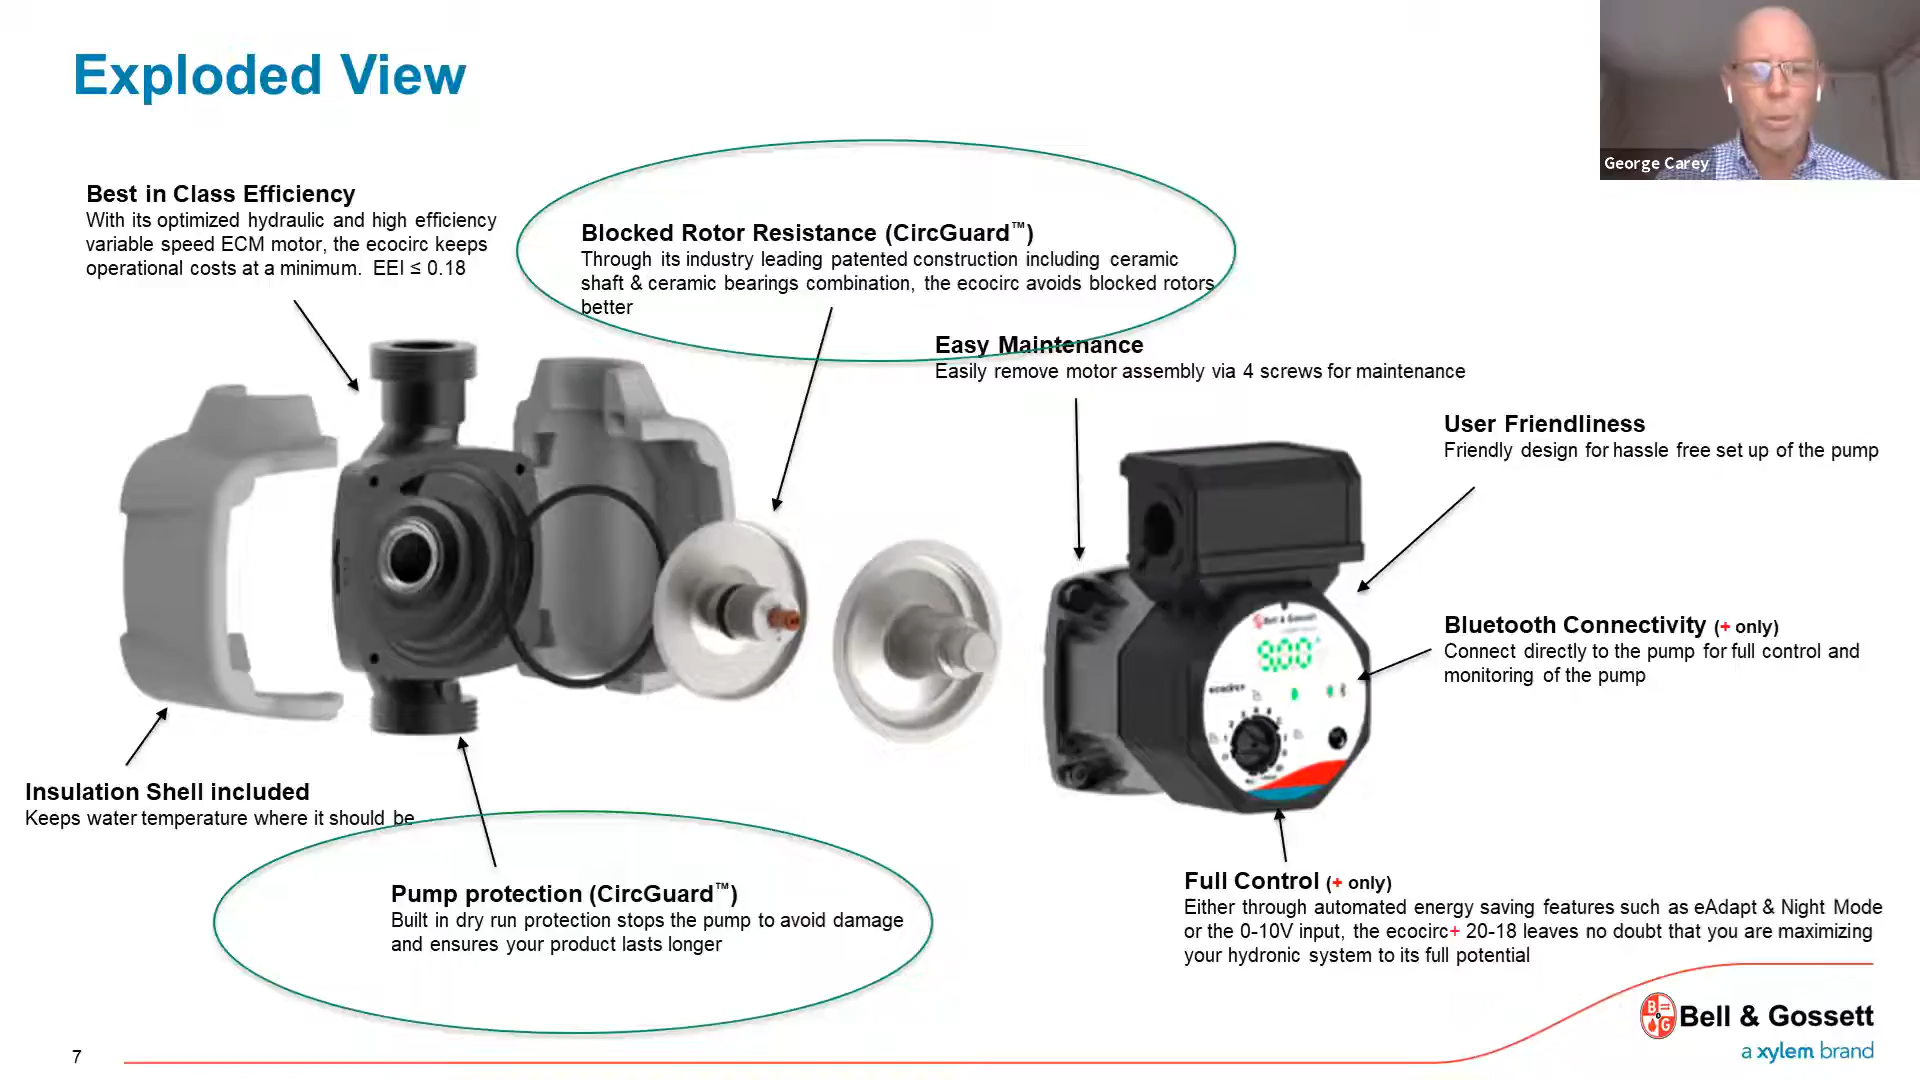 Exploded View
George Carey
Best in Class Efficiency
With its optimized hydraulic and high efficiency
variable speed ECM motor, the ecocirc keeps
operational costs at a minimum. EEI ≤ 0.18
Blocked Rotor Resistance (CircGuard™)
Through its industry leading patented construction including ceramic
shaft & ceramic bearings combination, the ecocirc avoids blocked rotors
better
Easy Maintenance
Easily remove motor assembly via 4 screws for maintenance
User Friendliness
Friendly design for hassle free set up of the pump
Bluetooth Connectivity (+ only)
Connect directly to the pump for full control and
monitoring of the pump
Bell & Gossett
9.00
ecocirc+
Insulation Shell included
Keeps water temperature where it should be
Pump protection (CircGuard™)
Built in dry run protection stops the pump to avoid damage
and ensures your product lasts longer
Full Control (+ only)
Either through automated energy saving features such as eAdapt & Night Mode
or the 0-10V input, the ecocirc+ 20-18 leaves no doubt that you are maximizing
your hydronic system to its full potential
B G
Bell & Gossett
a xylem brand
7